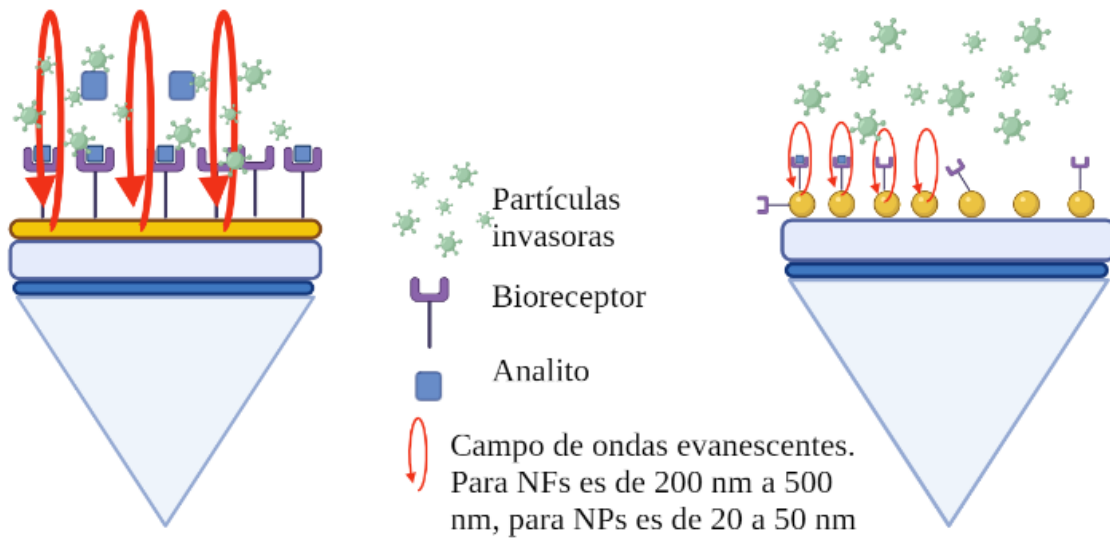 Partículas
invasoras
Bioreceptor
Analito
Campo de ondas evanescentes.
Para NFs es de 200 nm a 500
nm, para NPs es de 20 a 50 nm